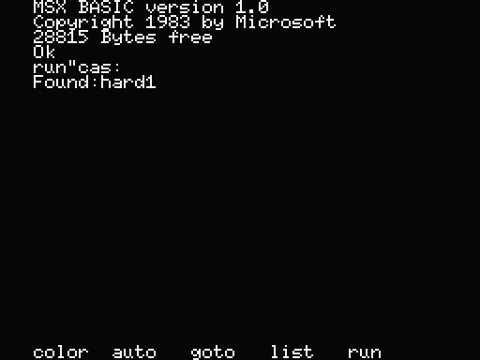 MSX BASIC version 1.0
Copyright 1983 by Microsoft
28815 Bytes free
Ok
run"cas:
Found:hard1
color auto goto list run